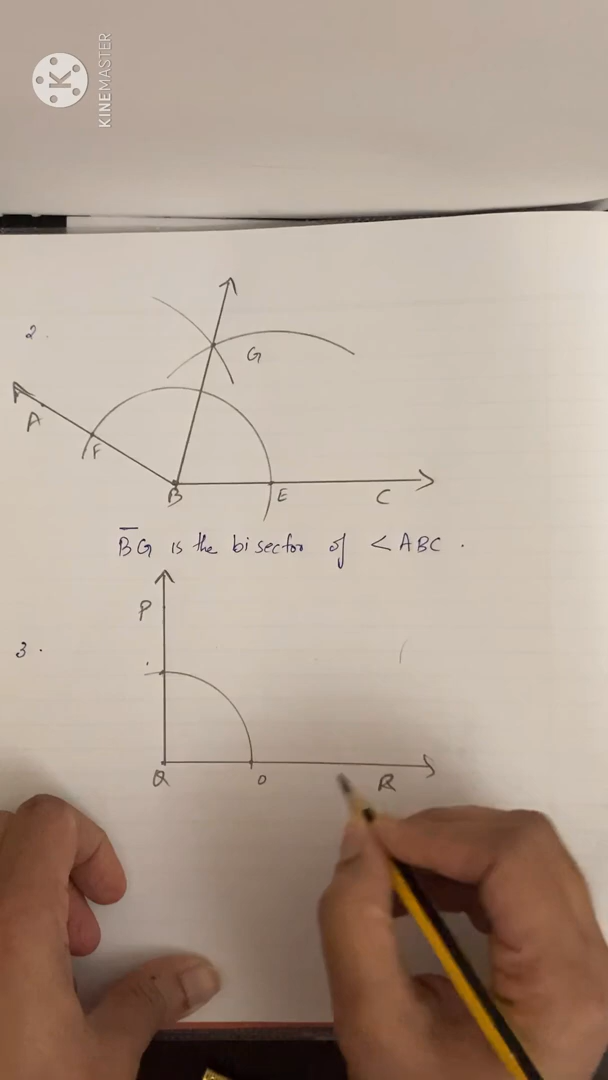 KINEMASTER
2.
G
A
F
B
E
C
BG is the bisector of <ABC.
P
3.
Q
O
R